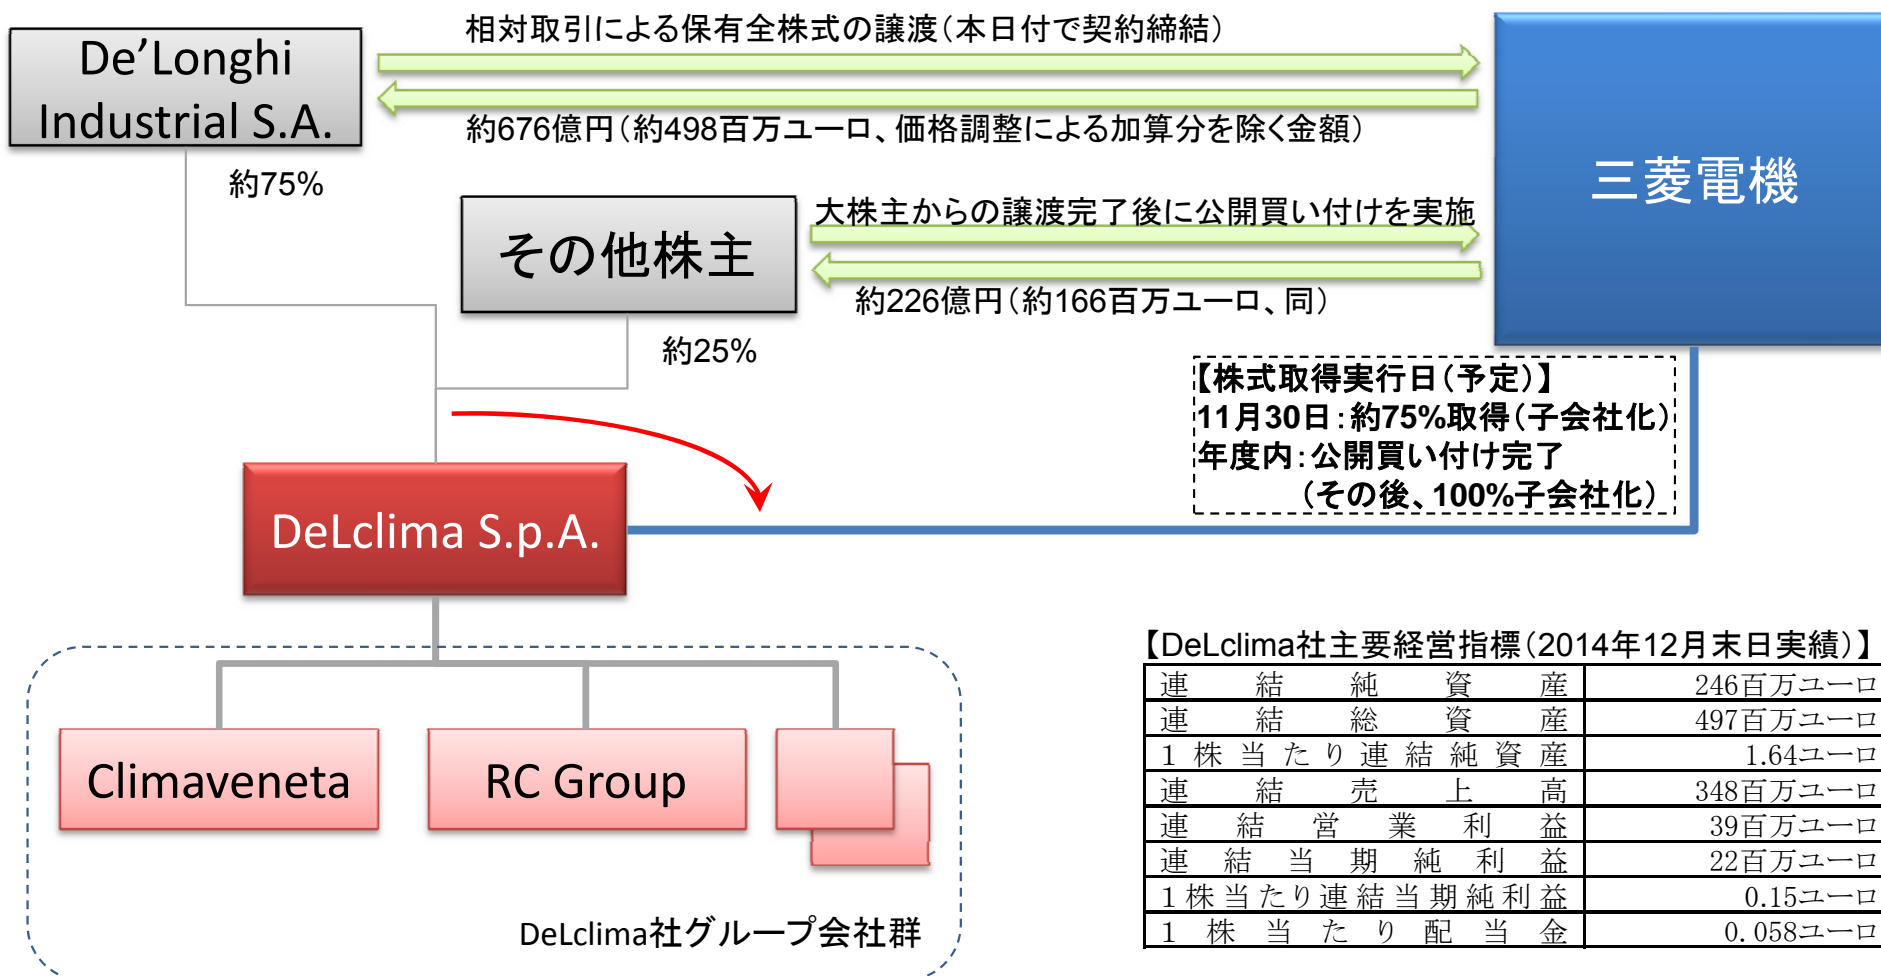 De’Longhi
Industrial S.A.
相対取引による保有全株式の譲渡（本日付で契約締結）
約676億円（約498百万ユーロ、価格調整による加算分を除く金額）
三菱電機
約75%
その他株主
大株主からの譲渡完了後に公開買い付けを実施
約226億円（約166百万ユーロ、同）
約25%
【株式取得実行日（予定）】
11月30日：約75%取得（子会社化）
年度内：公開買い付け完了
（その後、100%子会社化）
DeLclima S.p.A.
Climaveneta
RC Group
DeLclima社グループ会社群
【DeLclima社主要経営指標（2014年12月末日実績）】
連結純資産 246百万ユーロ
連結総資産 497百万ユーロ
1株当たり連結純資産 1.64ユーロ
連結売上高 348百万ユーロ
連結営業利益 39百万ユーロ
連結当期純利益 22百万ユーロ
1株当たり連結当期純利益 0.15ユーロ
1株当たり配当金 0.058ユーロ